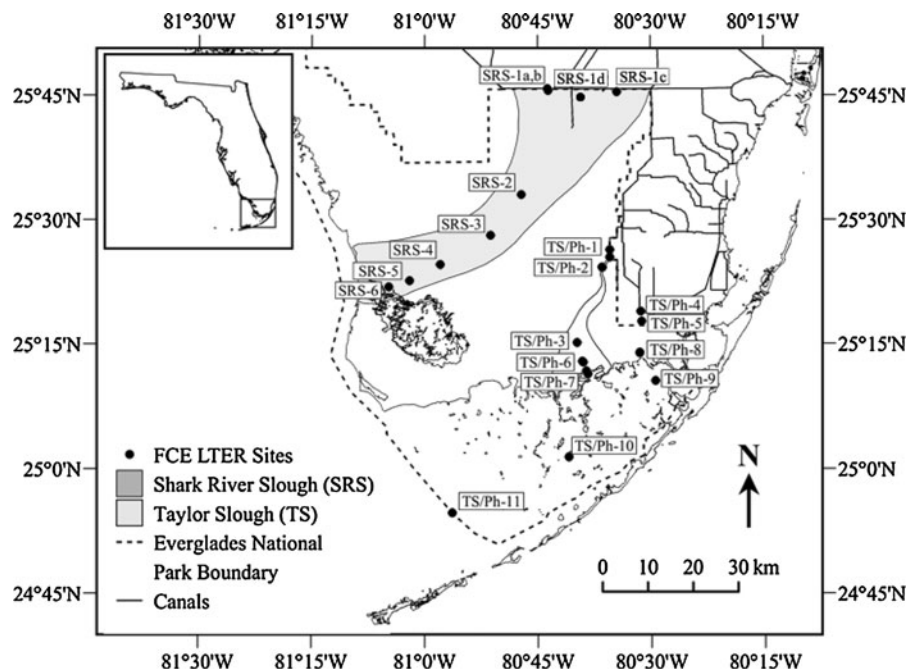 81°30'W 81°15'W 81°0'W 80°45'W 80°30'W 80°15'W
25°45'N
25°45'N
SRS-1a,b
SRS-1d
SRS-1c
SRS-2
25°30'N
25°30'N
SRS-3
SRS-4
SRS-5
SRS-6
TS/Ph-1
TS/Ph-2
TS/Ph-4
TS/Ph-5
25°15'N
25°15'N
TS/Ph-3
TS/Ph-8
TS/Ph-6
TS/Ph-7
TS/Ph-9
TS/Ph-10
25°0'N
25°0'N
TS/Ph-11
FCE LTER Sites
Shark River Slough (SRS)
Taylor Slough (TS)
Everglades National
Park Boundary
Canals
N
0 10 20 30 km
24°45'N
24°45'N
81°30'W 81°15'W 81°0'W 80°45'W 80°30'W 80°15'W